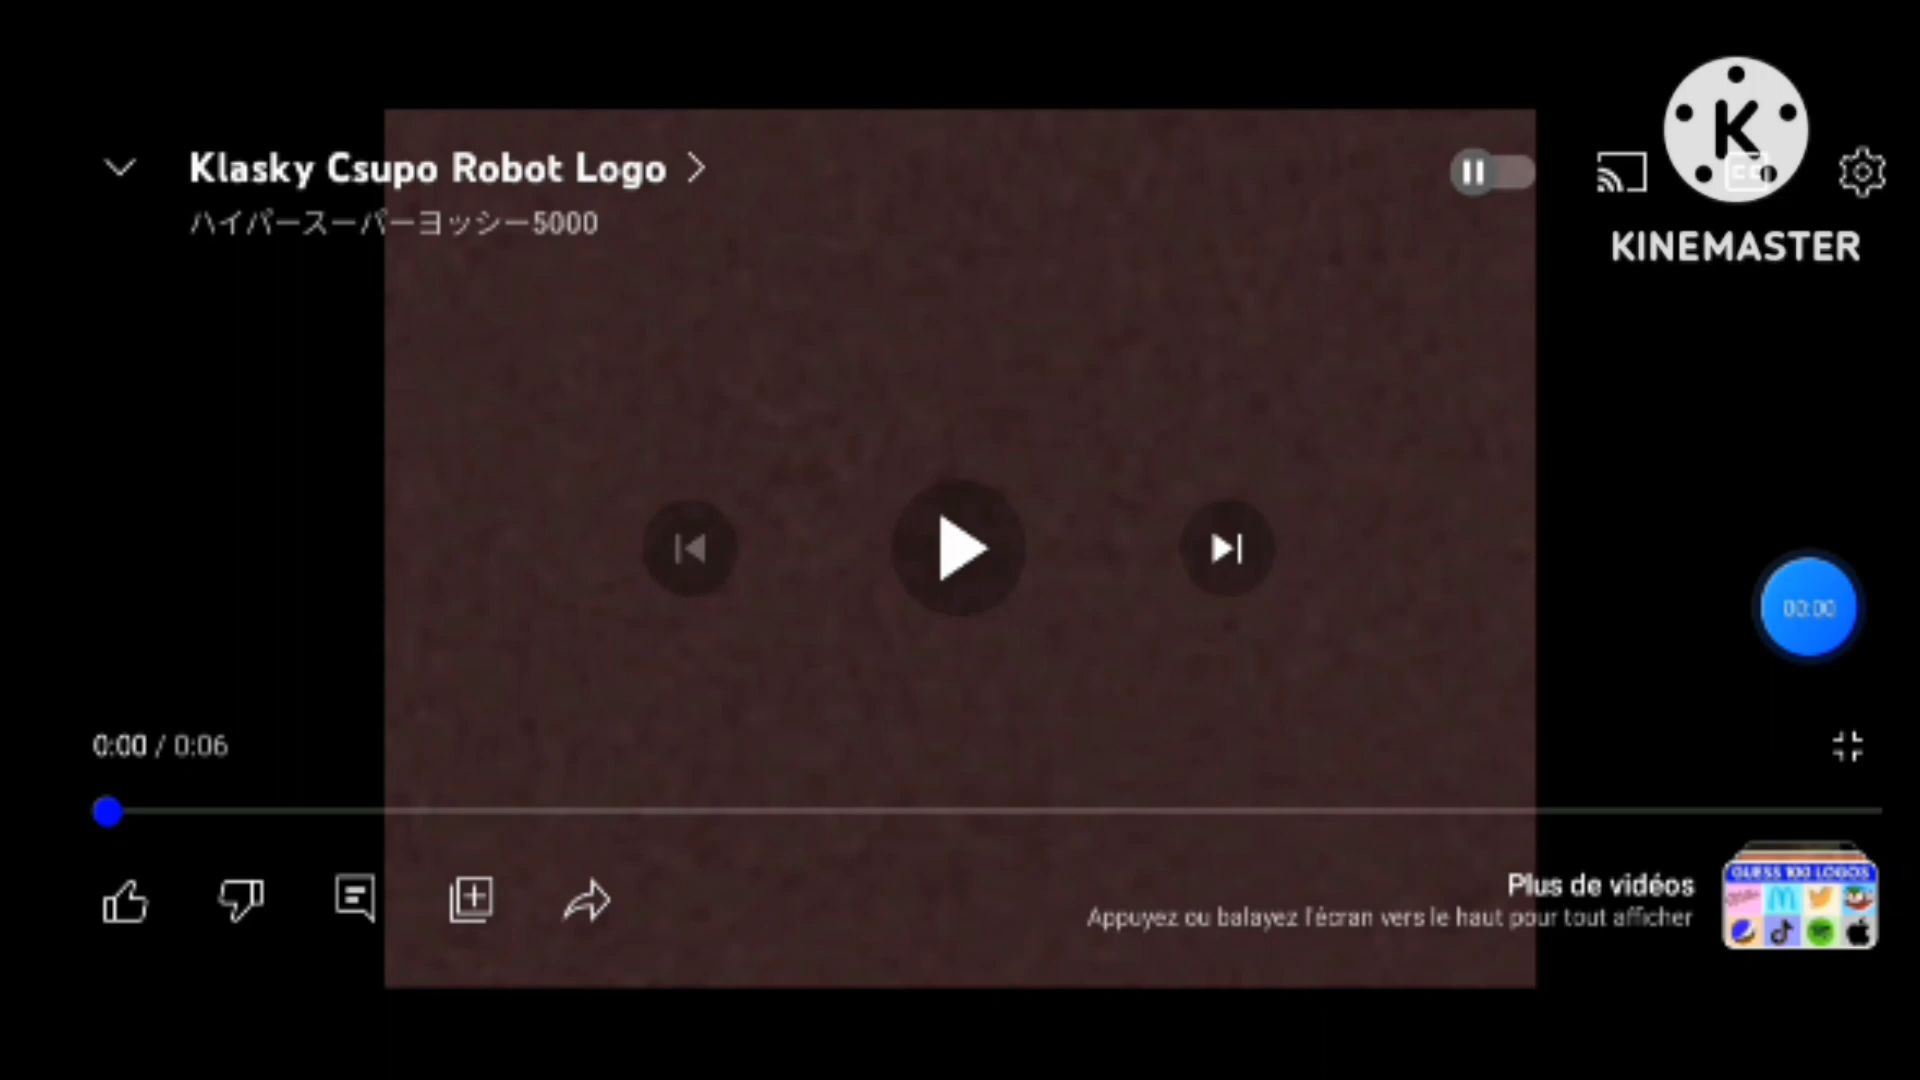 Klasky Csupo Robot Logo
ハイパースーパーヨッシー5000
K
KINEMASTER
00:00
0:00 / 0:06
Plus de vidéos
Appuyez ou balayez l'écran vers le haut pour tout afficher
GUESS 100 LOGOS